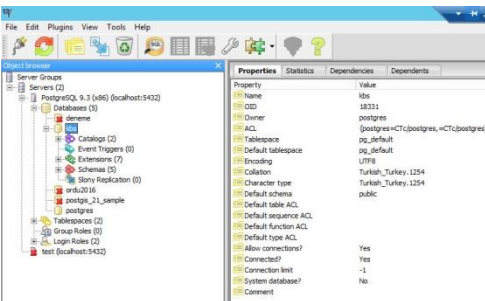 File Edit Plugins View Tools Help
Object browser
Server Groups
Servers (2)
PostgreSQL 9.3 (x86) (localhost:5432)
Databases (5)
deneme
kbs
Catalogs (2)
Event Triggers (0)
Extensions (7)
Schemas (5)
Slony Replication (0)
ordu2016
postgis_21_sample
postgres
Tablespaces (2)
Group Roles (0)
Login Roles (2)
test (localhost:5432)
Properties Statistics Dependencies Dependents
Property Value
Name kbs
OID 18331
Owner postgres
ACL {postgres=CTc/postgres,=CTc/postgres
Tablespace pg_default
Default tablespace pg_default
Encoding UTF8
Collation Turkish_Turkey.1254
Character type Turkish_Turkey.1254
Default schema public
Default table ACL
Default sequence ACL
Default function ACL
Default type ACL
Allow connections? Yes
Connected? Yes
Connection limit -1
System database? No
Comment